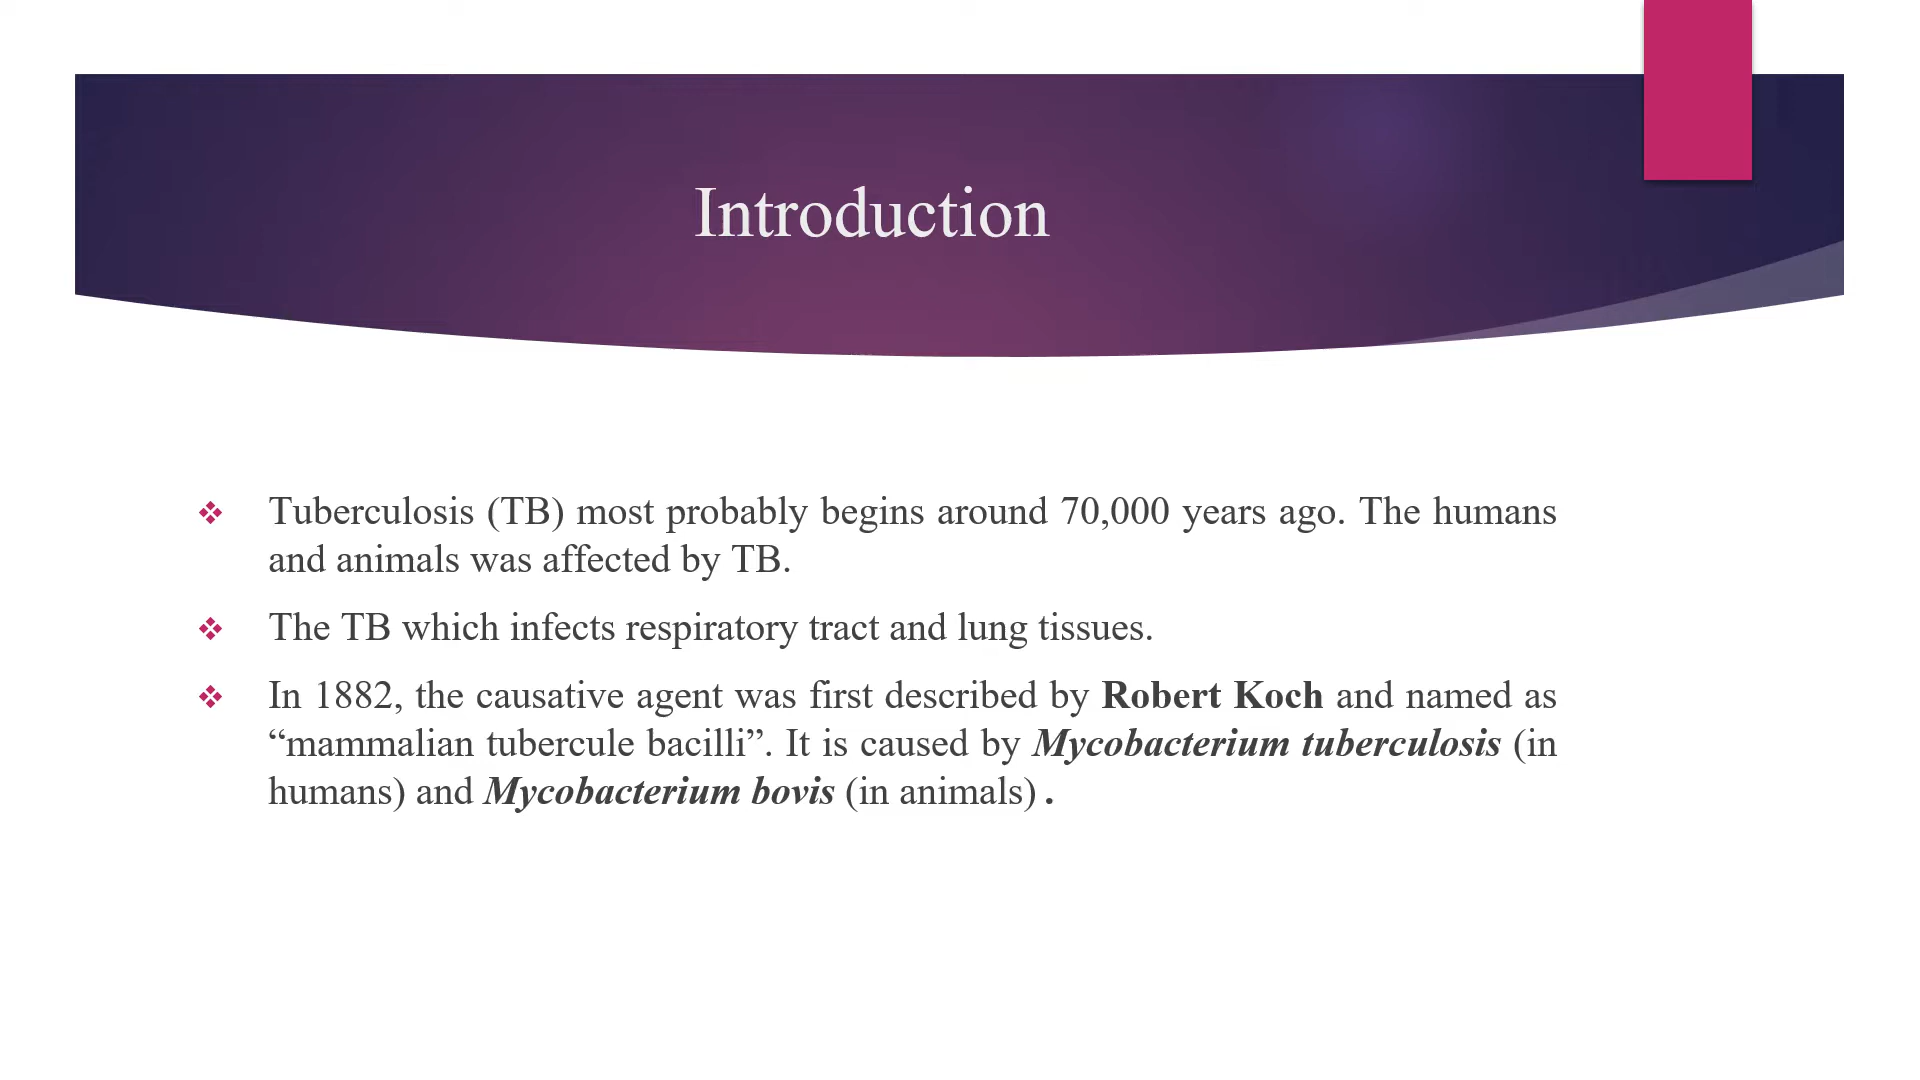 Introduction
Tuberculosis (TB) most probably begins around 70,000 years ago. The humans
and animals was affected by TB.
The TB which infects respiratory tract and lung tissues.
In 1882, the causative agent was first described by Robert Koch and named as
“mammalian tubercule bacilli”. It is caused by Mycobacterium tuberculosis (in
humans) and Mycobacterium bovis (in animals) .